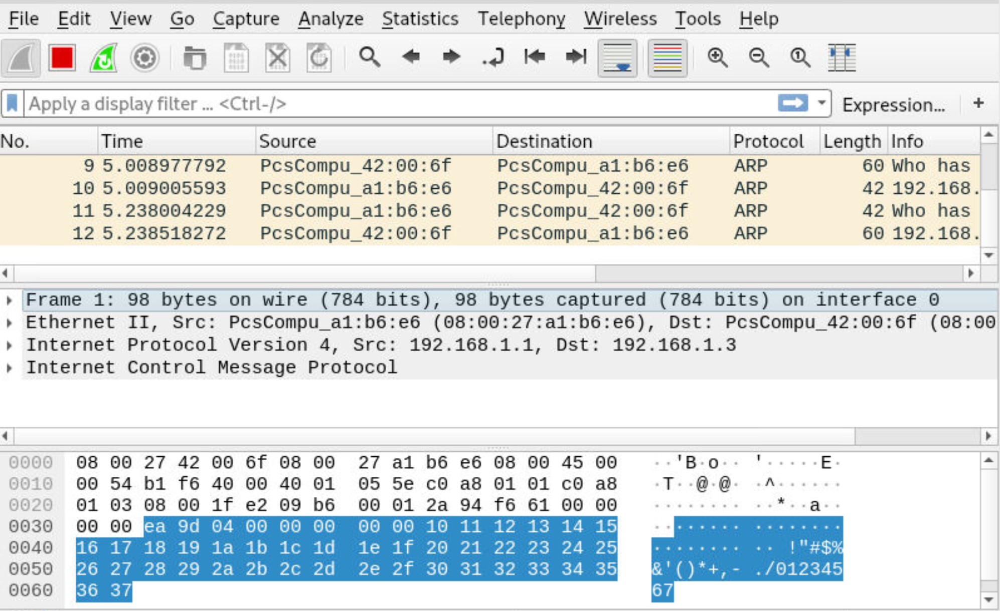 File Edit View Go Capture Analyze Statistics Telephony Wireless Tools Help
Apply a display filter ... <Ctrl-/> Expression... +
No. Time Source Destination Protocol Length Info
9 5.008977792 PcsCompu_42:00:6f PcsCompu_a1:b6:e6 ARP 60 Who has
10 5.009005593 PcsCompu_a1:b6:e6 PcsCompu_42:00:6f ARP 42 192.168.
11 5.238004229 PcsCompu_a1:b6:e6 PcsCompu_42:00:6f ARP 42 Who has
12 5.238518272 PcsCompu_42:00:6f PcsCompu_a1:b6:e6 ARP 60 192.168.
Frame 1: 98 bytes on wire (784 bits), 98 bytes captured (784 bits) on interface 0
Ethernet II, Src: PcsCompu_a1:b6:e6 (08:00:27:a1:b6:e6), Dst: PcsCompu_42:00:6f (08:00
Internet Protocol Version 4, Src: 192.168.1.1, Dst: 192.168.1.3
Internet Control Message Protocol
0000 08 00 27 42 00 6f 08 00 27 a1 b6 e6 08 00 45 00 ··'B·o·· '·····E·
0010 00 54 b1 f6 40 00 40 01 05 5e c0 a8 01 01 c0 a8 ·T··@·@· ·^······
0020 01 03 08 00 1f e2 09 b6 00 01 2a 94 f6 61 00 00 ········ ··*··a··
0030 00 00 ea 9d 04 00 00 00 00 00 10 11 12 13 14 15 ········ ········
0040 16 17 18 19 1a 1b 1c 1d 1e 1f 20 21 22 23 24 25 ········ ·· !"#$%
0050 26 27 28 29 2a 2b 2c 2d 2e 2f 30 31 32 33 34 35 &'()*+,- ./012345
0060 36 37 67